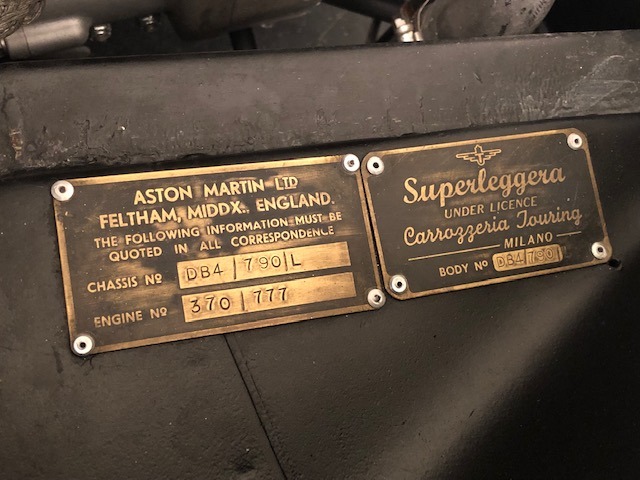 ASTON MARTIN LTD
FELTHAM, MIDDX., ENGLAND.
THE FOLLOWING INFORMATION MUST BE
QUOTED IN ALL CORRESPONDENCE
CHASSIS Nº DB4/790/L
ENGINE Nº 370/777
Superleggera
UNDER LICENCE
Carrozzeria Touring
MILANO
BODY Nº DB4/790/